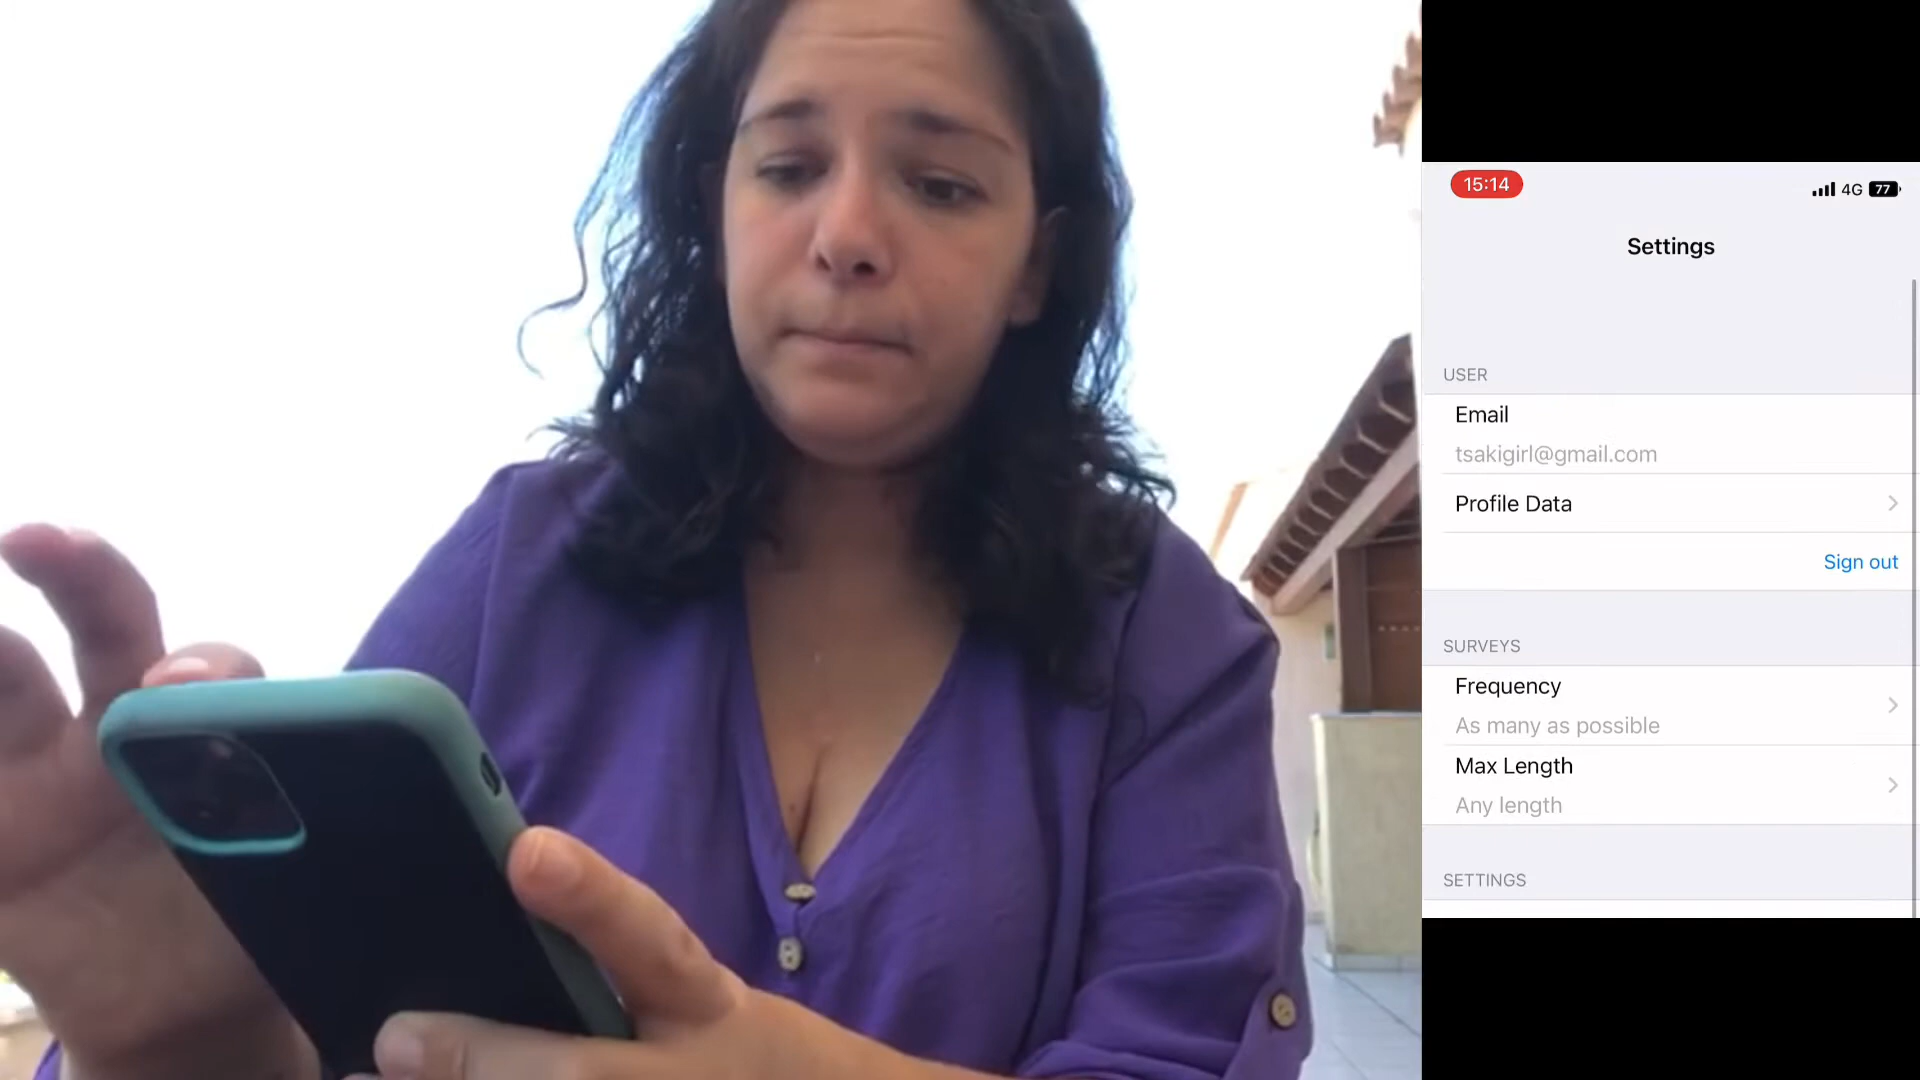 15:14
4G 77
Settings
USER
Email
tsakigirl@gmail.com
Profile Data
Sign out
SURVEYS
Frequency
As many as possible
Max Length
Any length
SETTINGS